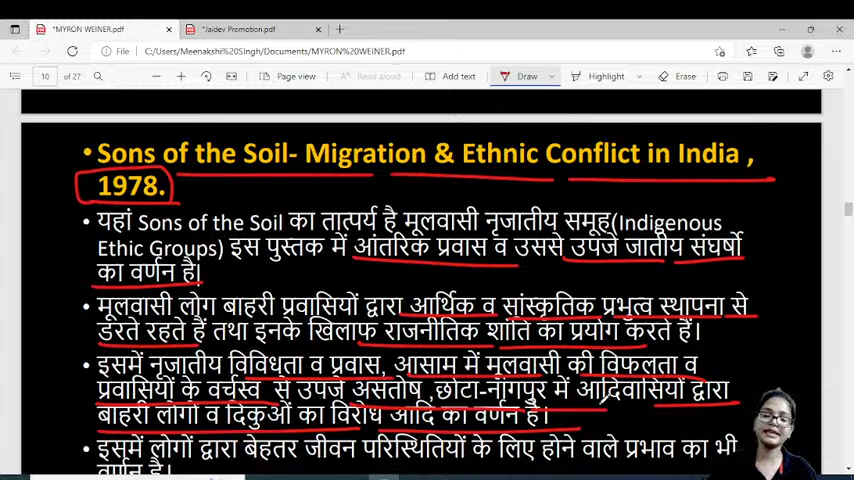 *MYRON WEINER.pdf
*Jaidev Promotion.pdf
File
C:/Users/Meenakshi%20SIngh/Documents/MYRON%20WEINER.pdf
10 of 27
Page view
Read aloud
Add text
Draw
Highlight
Erase
• Sons of the Soil- Migration & Ethnic Conflict in India ,
1978.
• यहां Sons of the Soil का तात्पर्य है मूलवासी नृजातीय समूह(Indigenous
Ethic Groups) इस पुस्तक में आंतरिक प्रवास व उससे उपजे जातीय संघर्षो
का वर्णन है।
• मूलवासी लोग बाहरी प्रवासियों द्वारा आर्थिक व सांस्कृतिक प्रभुत्व स्थापना से
डरते रहते हैं तथा इनके खिलाफ राजनीतिक शांति का प्रयोग करते हैं।
• इसमें नृजातीय विविधता व प्रवास, आसाम में मूलवासी की विफलता व
प्रवासियों के वर्चस्व से उपजे असतोष ,छोटा-नागपुर में आदिवासियों द्वारा
बाहरी लोगों व दिकुओं का विरोध आदि का वर्णन है।
• इसमें लोगों द्वारा बेहतर जीवन परिस्थितियों के लिए होने वाले प्रभाव का भी
वर्णन है।